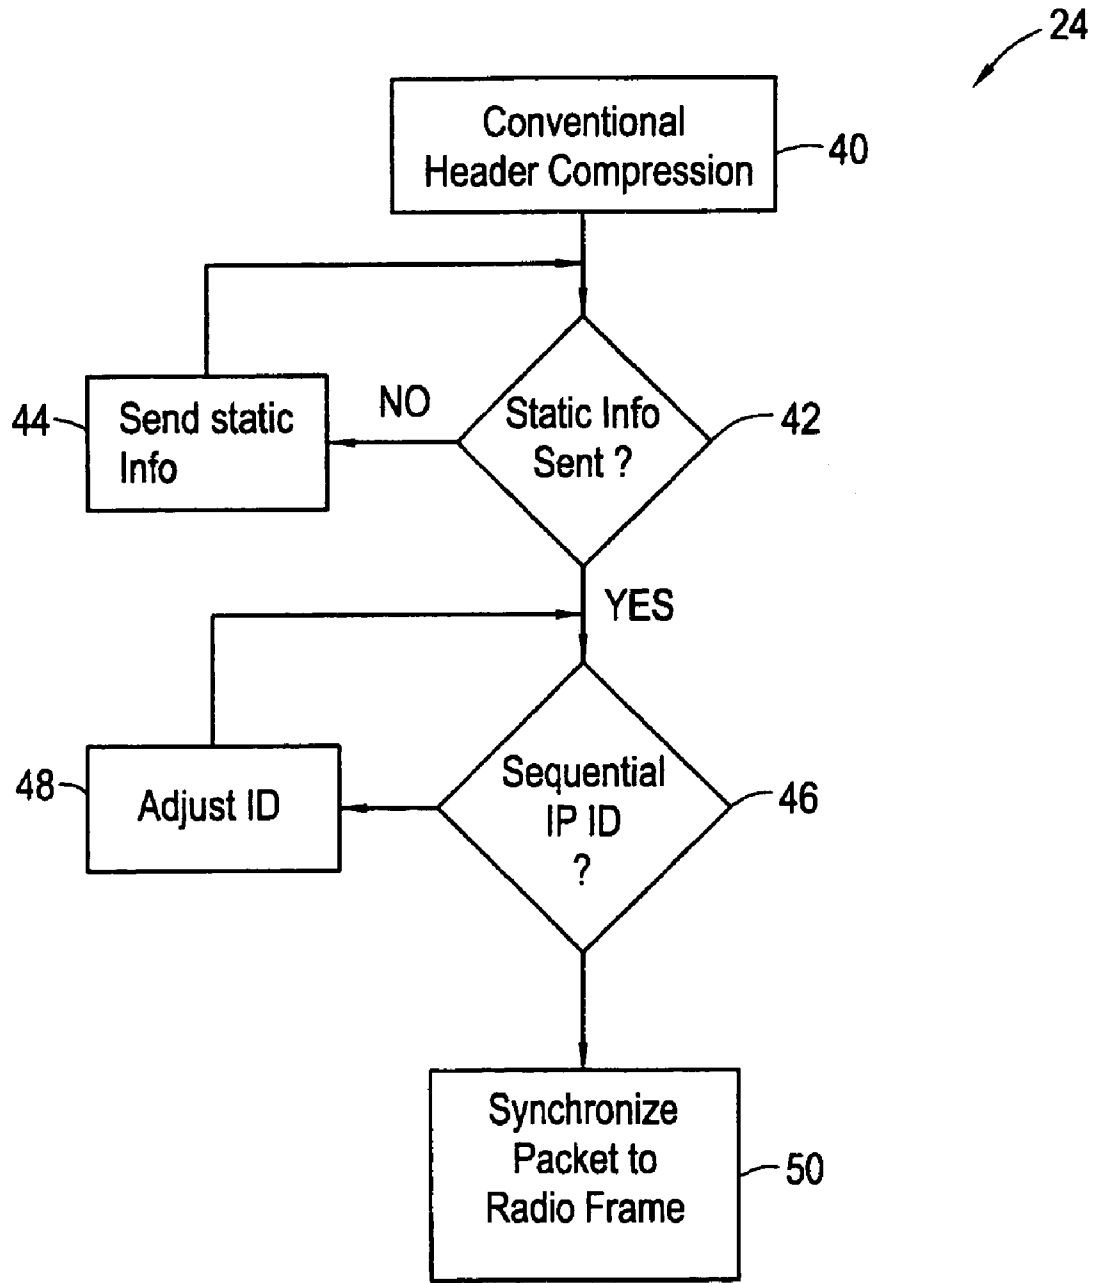 24
Conventional
Header Compression
40
NO
44
Send static
Info
Static Info
Sent ?
42
YES
48
Adjust ID
Sequential
IP ID
?
46
Synchronize
Packet to
Radio Frame
50